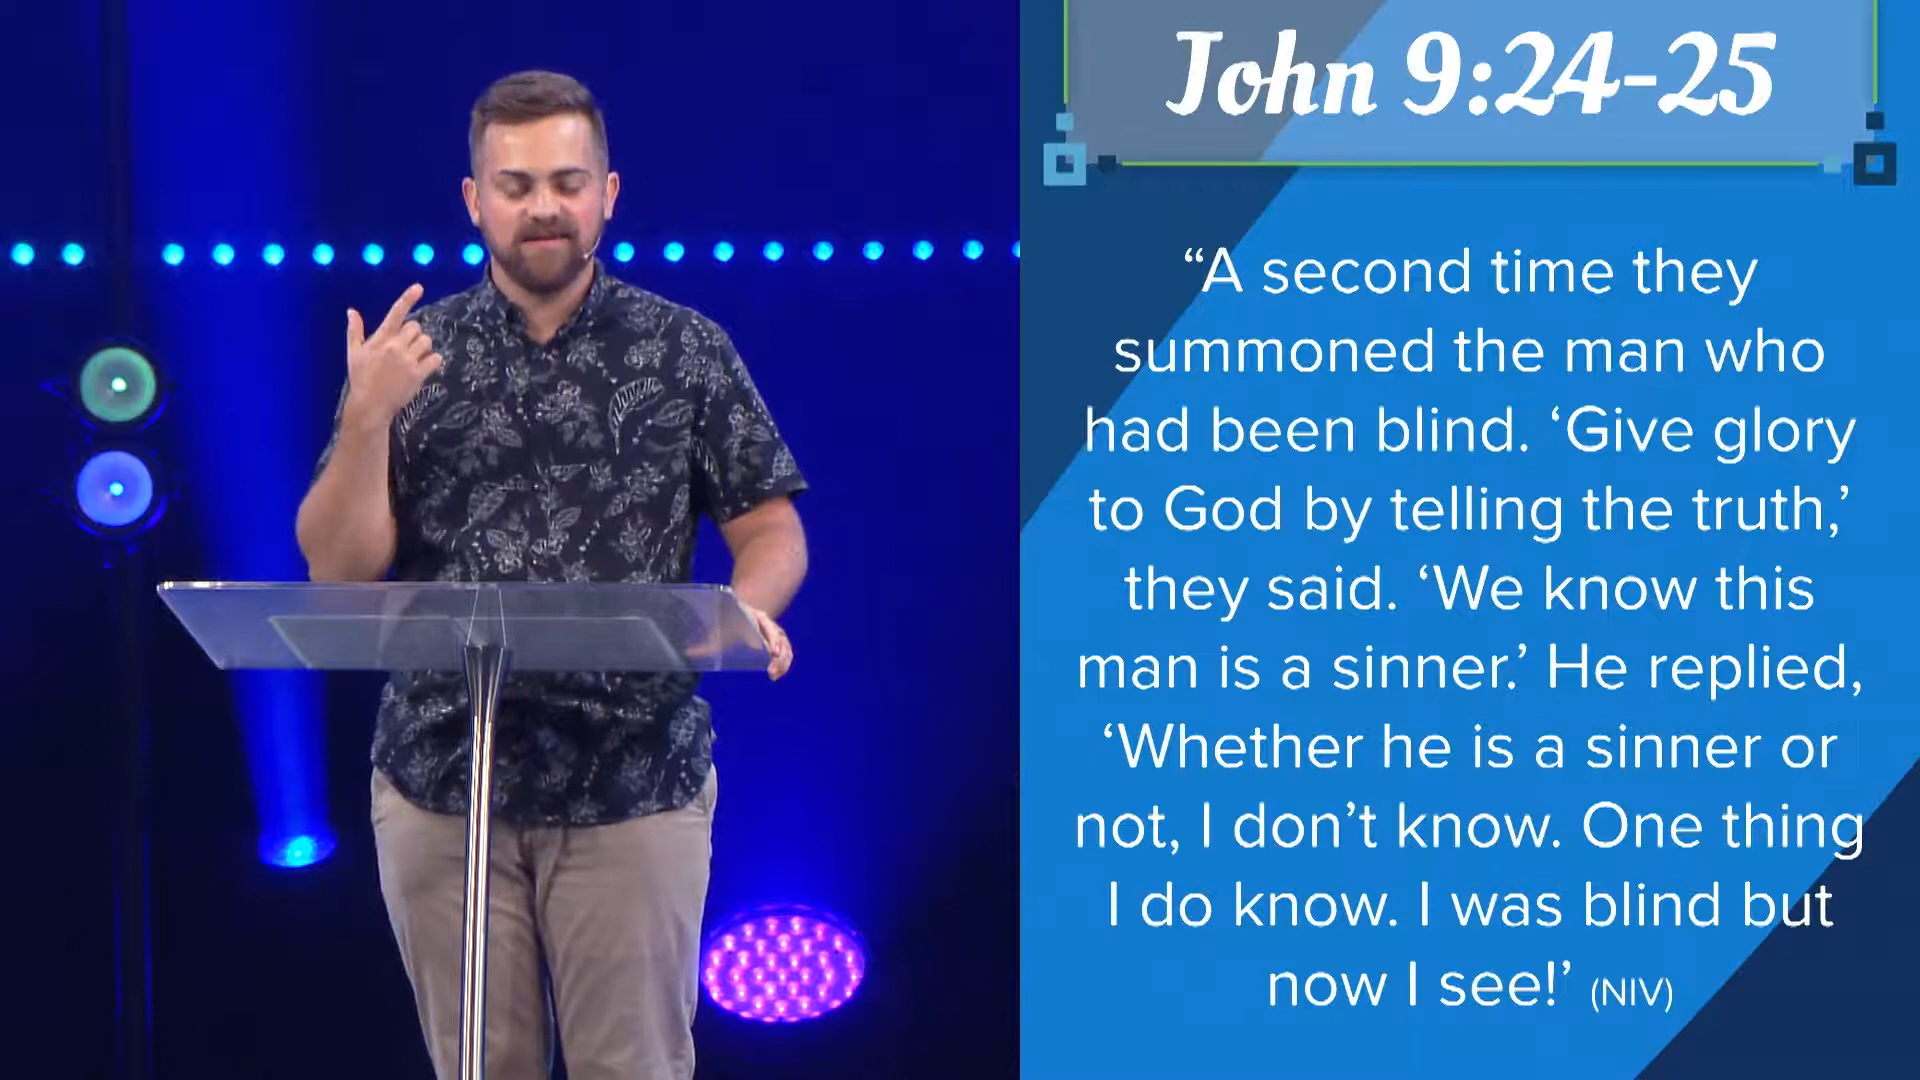 John 9:24-25
“A second time they
summoned the man who
had been blind. ‘Give glory
to God by telling the truth,’
they said. ‘We know this
man is a sinner.’ He replied,
‘Whether he is a sinner or
not, I don’t know. One thing
I do know. I was blind but
now I see!’ (NIV)